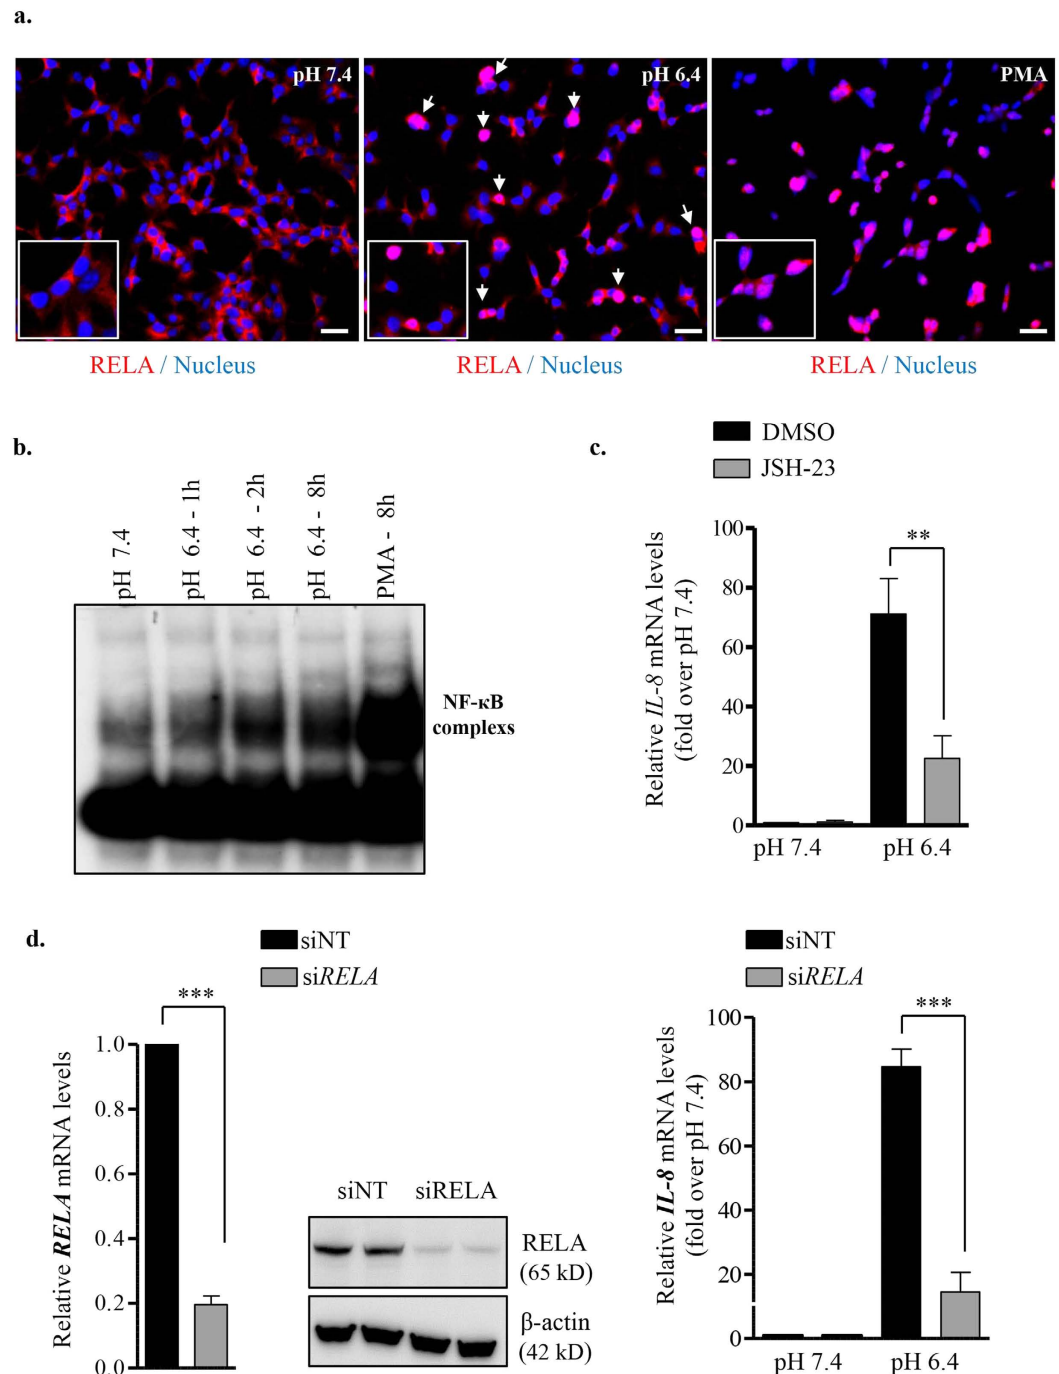 a.
pH 7.4
pH 6.4
PMA
RELA / Nucleus
RELA / Nucleus
RELA / Nucleus
b.
pH 7.4
pH 6.4 -1h
pH 6.4 -2h
pH 6.4 - 8h
PMA - 8h
NF-κB
complexs
c.
DMSO
JSH-23
Relative IL-8 mRNA levels
(fold over pH 7.4)
100
80
60
40
20
0
**
pH 7.4
pH 6.4
d.
siNT
siRELA
***
Relative RELA mRNA levels
1.0
0.8
0.6
0.4
0.2
0.0
siNT
siRELA
RELA
(65 kD)
β-actin
(42 kD)
siNT
siRELA
***
Relative IL-8 mRNA levels
(fold over pH 7.4)
100
80
60
40
20
0
pH 7.4
pH 6.4